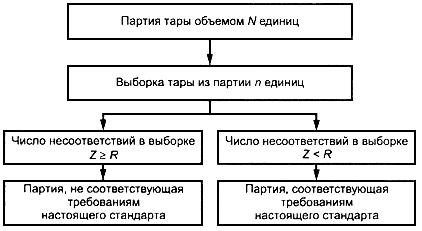 Партия тары объемом N единиц
Выборка тары из партии n единиц
Число несоответствий в выборке
Z ≥ R
Число несоответствий в выборке
Z < R
Партия, не соответствующая
требованиям
настоящего стандарта
Партия, соответствующая
требованиям
настоящего стандарта